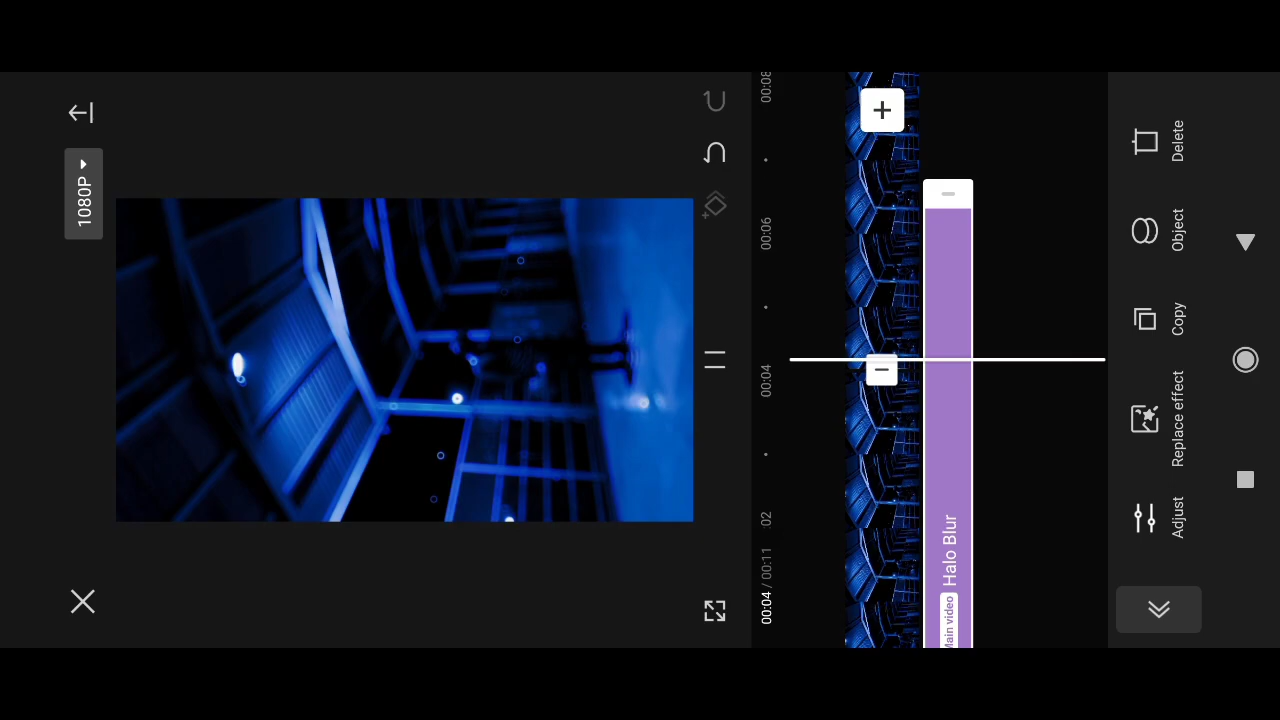 1080P
00:04 / 00:11
02
00:04
00:06
00:08
Main video
Halo Blur
Adjust
Replace effect
Copy
Object
Delete